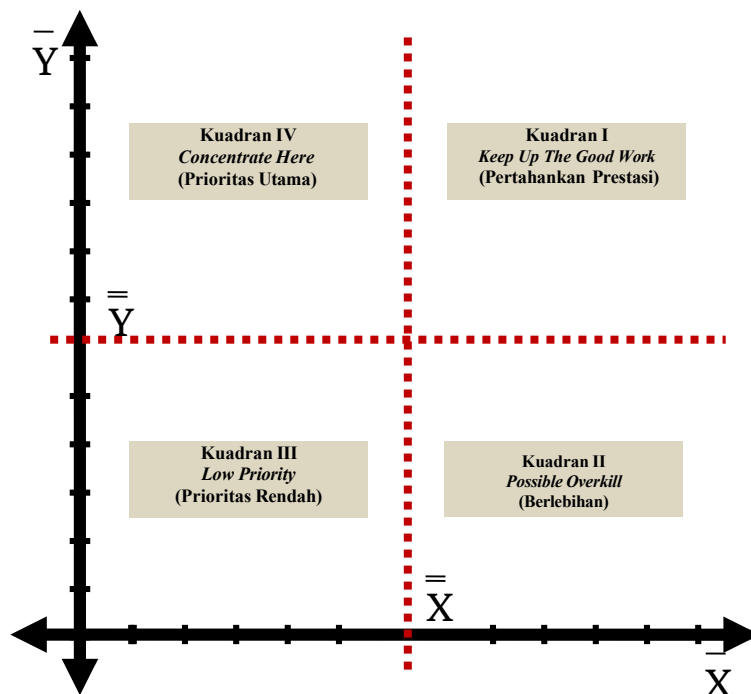 Y̅
Kuadran IV
Concentrate Here
(Prioritas Utama)
Kuadran I
Keep Up The Good Work
(Pertahankan Prestasi)
Y̿
Kuadran III
Low Priority
(Prioritas Rendah)
Kuadran II
Possible Overkill
(Berlebihan)
X̿
X̅